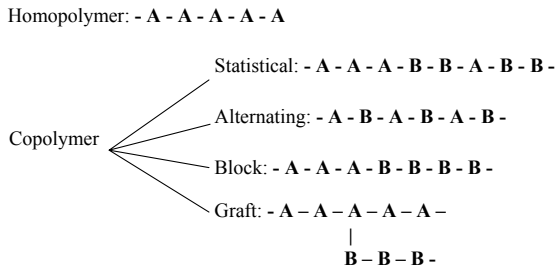 Homopolymer: - A - A - A - A - A
Statistical: - A - A - A - B - B - A - B - B -
Alternating: - A - B - A - B - A - B -
Copolymer
Block: - A - A - A - B - B - B - B -
Graft: - A – A – A – A – A –
|
B – B – B -